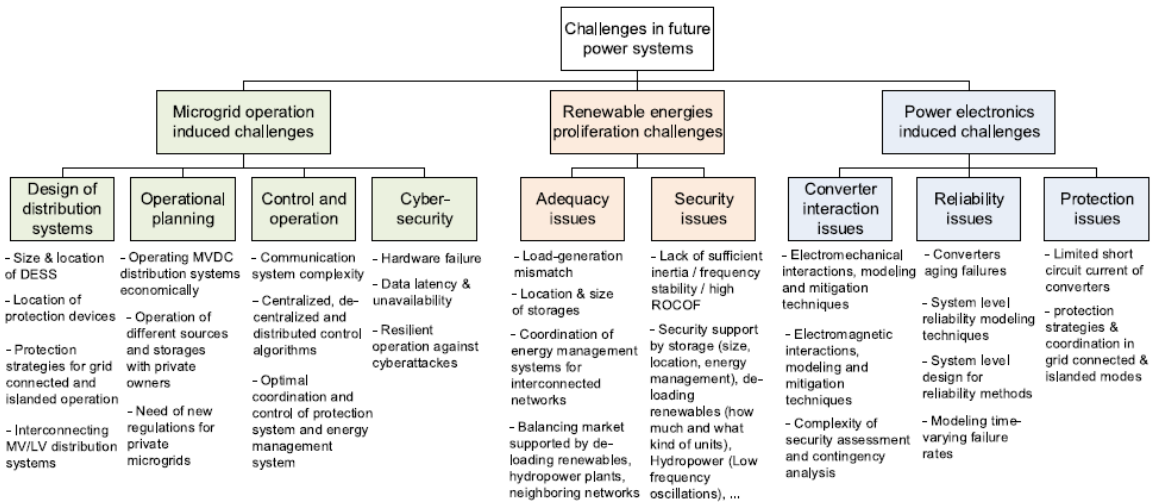 Challenges in future
power systems
Microgrid operation
induced challenges
Renewable energies
proliferation challenges
Power electronics
induced challenges
Design of
distribution
systems
Operational
planning
Control and
operation
Cyber-
security
Adequacy
issues
Security
issues
Converter
interaction
issues
Reliability
issues
Protection
issues
- Size & location
of DESS
- Location of
protection devices
- Protection
strategies for grid
connected and
islanded operation
- Interconnecting
MV/LV distribution
systems
- Operating MVDC
distribution systems
economically
- Operation of
different sources
and storages
with private
owners
- Need of new
regulations for
private
microgrids
- Communication
system complexity
- Centralized, de-
centralized and
distributed control
algorithms
- Optimal
coordination and
control of protection
system and energy
management
system
- Hardware failure
- Data latency &
unavailability
- Resilient
operation against
cyberattackes
- Load-generation
mismatch
- Location & size
of storages
- Coordination of
energy management
systems for
interconnected
networks
- Balancing market
supported by de-
loading renewables,
hydropower plants,
neighboring networks
- Lack of sufficient
inertia / frequency
stability / high
ROCOF
- Security support
by storage (size,
location, energy
management), de-
loading renewables
(how much and what
kind of units),
Hydropower (Low
frequency
oscillations), ...
- Electromechanical
interactions, modeling
and mitigation
techniques
- Electromagnetic
interactions,
modeling and
mitigation
techniques
- Complexity of
security assessment
and contingency
analysis
- Converters
aging failures
- System level
reliability modeling
techniques
- System level
design for
reliability methods
- Modeling time-
varying failure
rates
- Limited short
circuit current of
converters
- protection
strategies &
coordination in
grid connected &
islanded modes